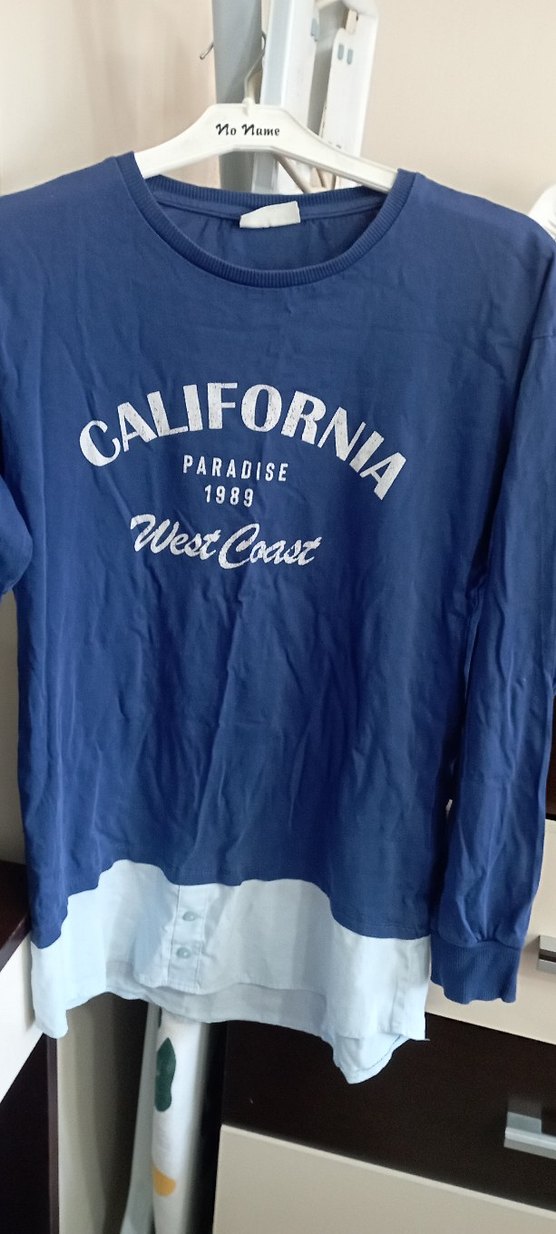 No Name
CALIFORNIA
PARADISE
1989
West Coast